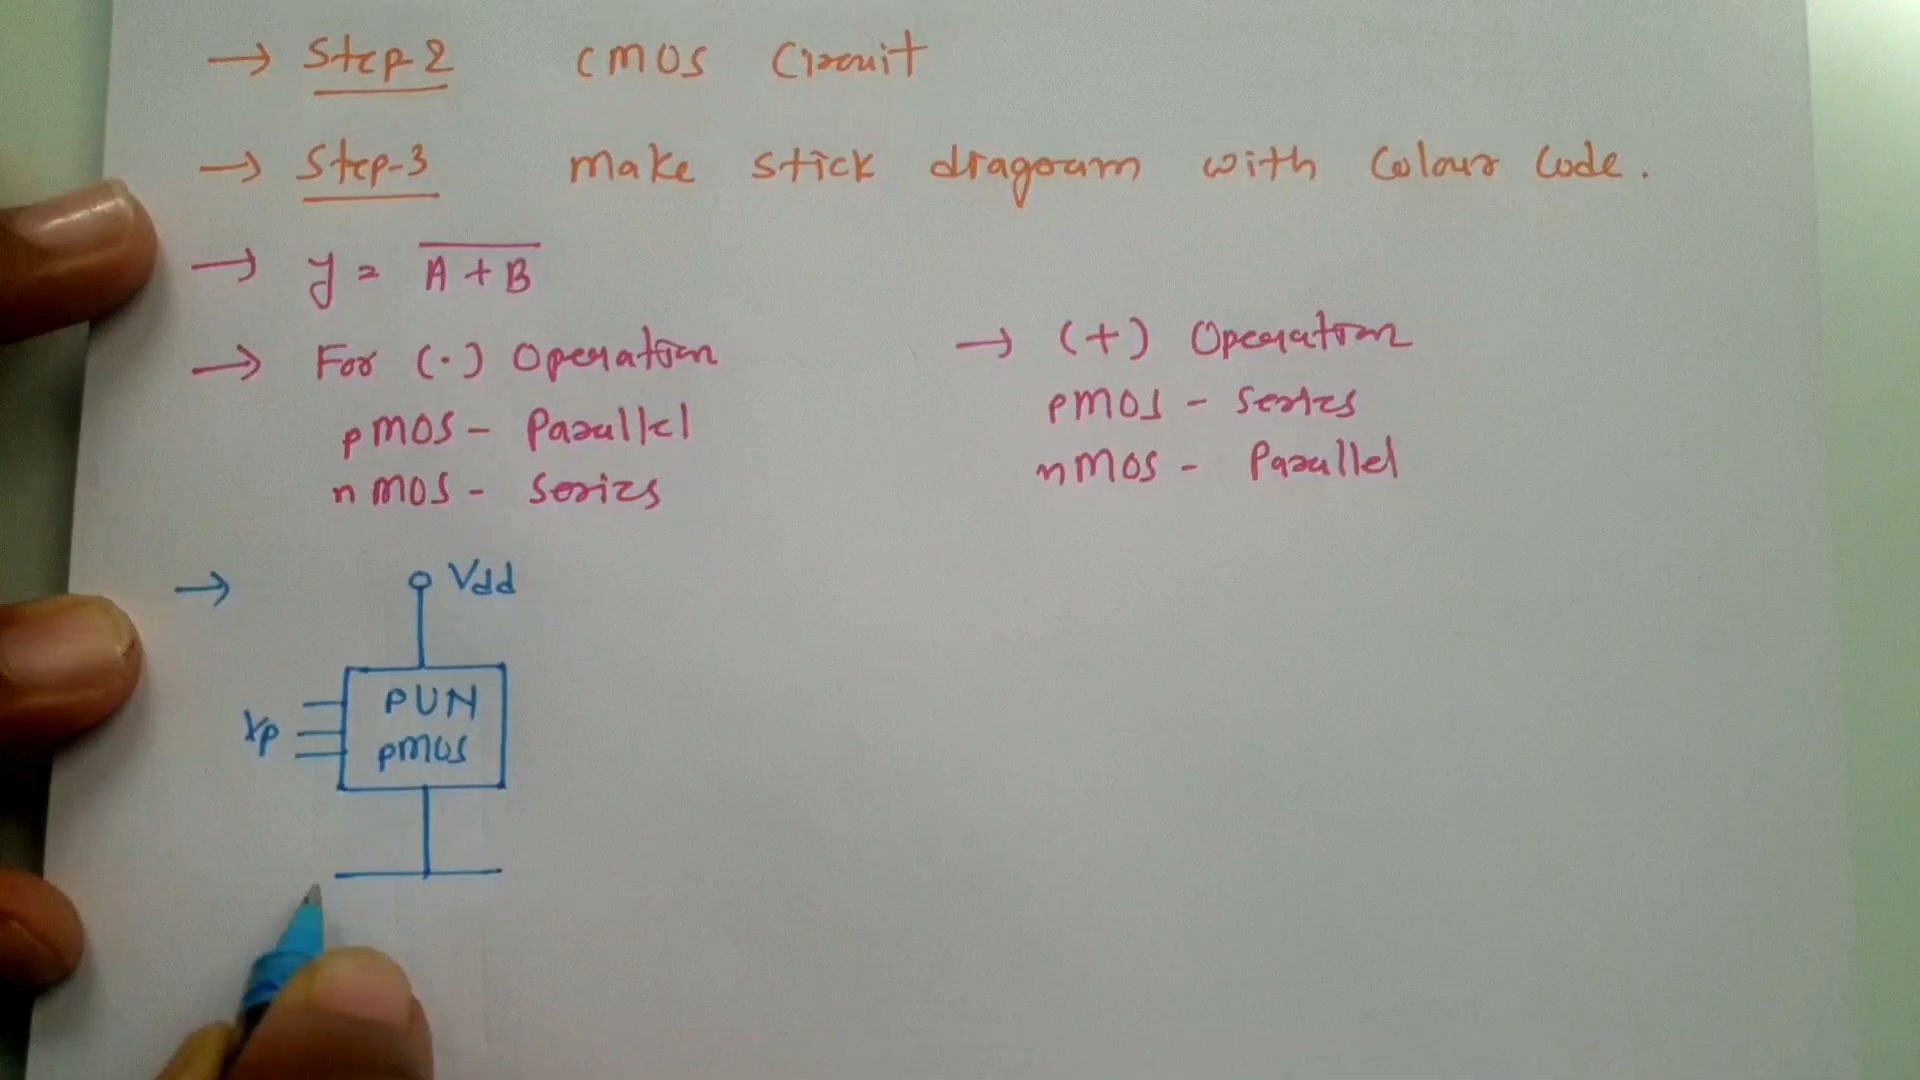 → Step-2 CMOS Circuit
→ Step-3 Make stick diagram with Colour Code.
→ y = \overline{A + B}
→ For (·) Operation
pMOS - Parallel
nMOS - Series
→ (+) Operation
pMOS - Series
nMOS - Parallel
→ Vdd
PUN
pMOS